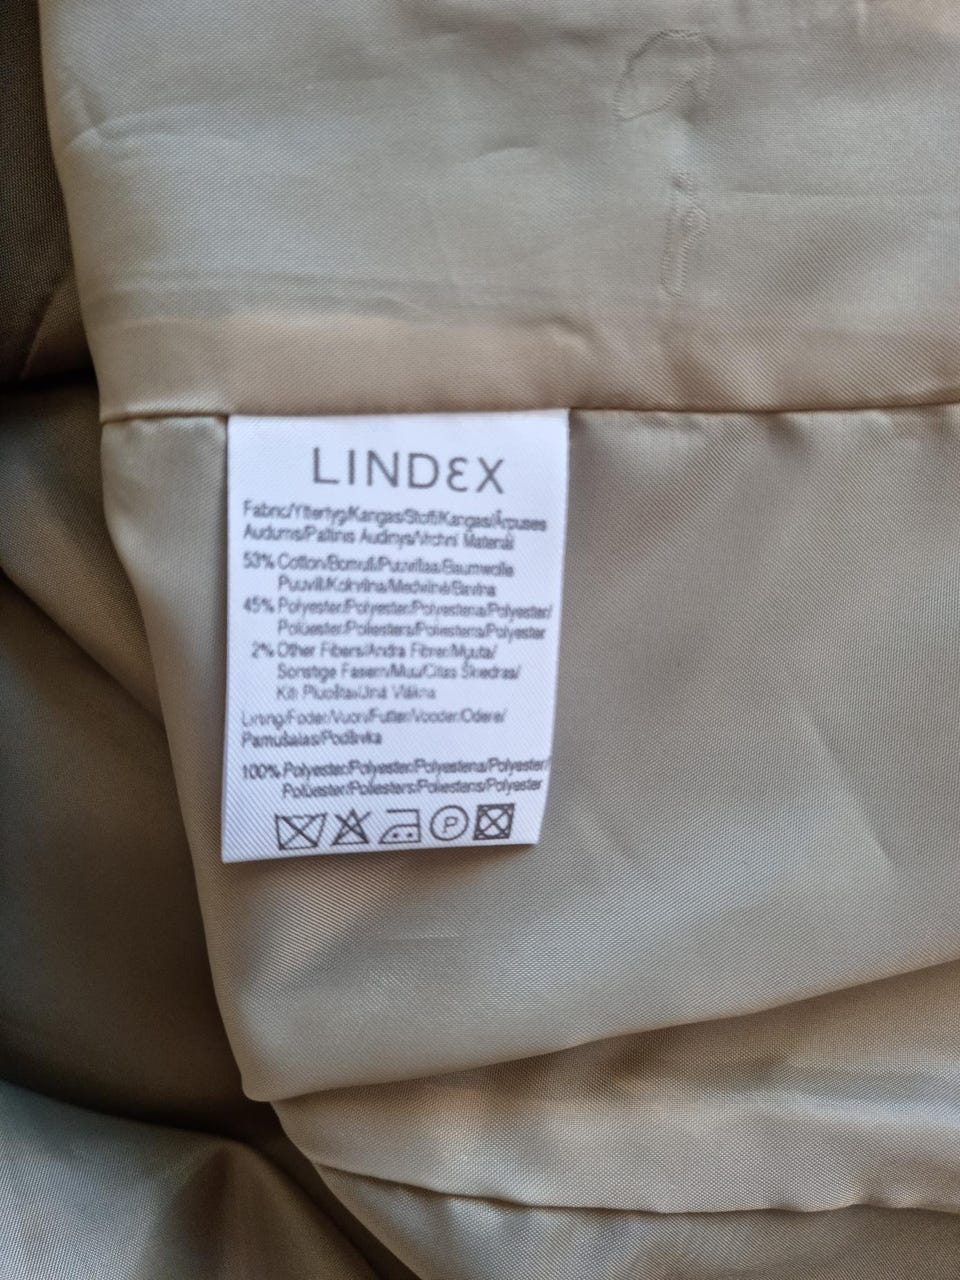 LINDEX
Fabric/Yttertyg/Kangas/Stoff/Kangas/Ārpuses
Audums/Paltinis Audinys/Vrchní Materiál
53% Cotton/Bomull/Puuvillaa/Baumwolle
Puuvill/Kokvilna/Medvilnė/Bavlna
45% Polyester/Polyester/Polyesteria/Polyester/
Polüester/Poliesters/Poliesteris/Polyester
2% Other Fibers/Andra Fibrer/Muuta/
Sonstige Fasern/Muu/Citas Šķiedras/
Kiti Pluoštai/Jiná Vlákna
Lining/Foder/Vuori/Futter/Vooder/Odere/
Pamušalas/Podšívka
100% Polyester/Polyester/Polyesteria/Polyester/
Polüester/Poliesters/Poliesteris/Polyester
P